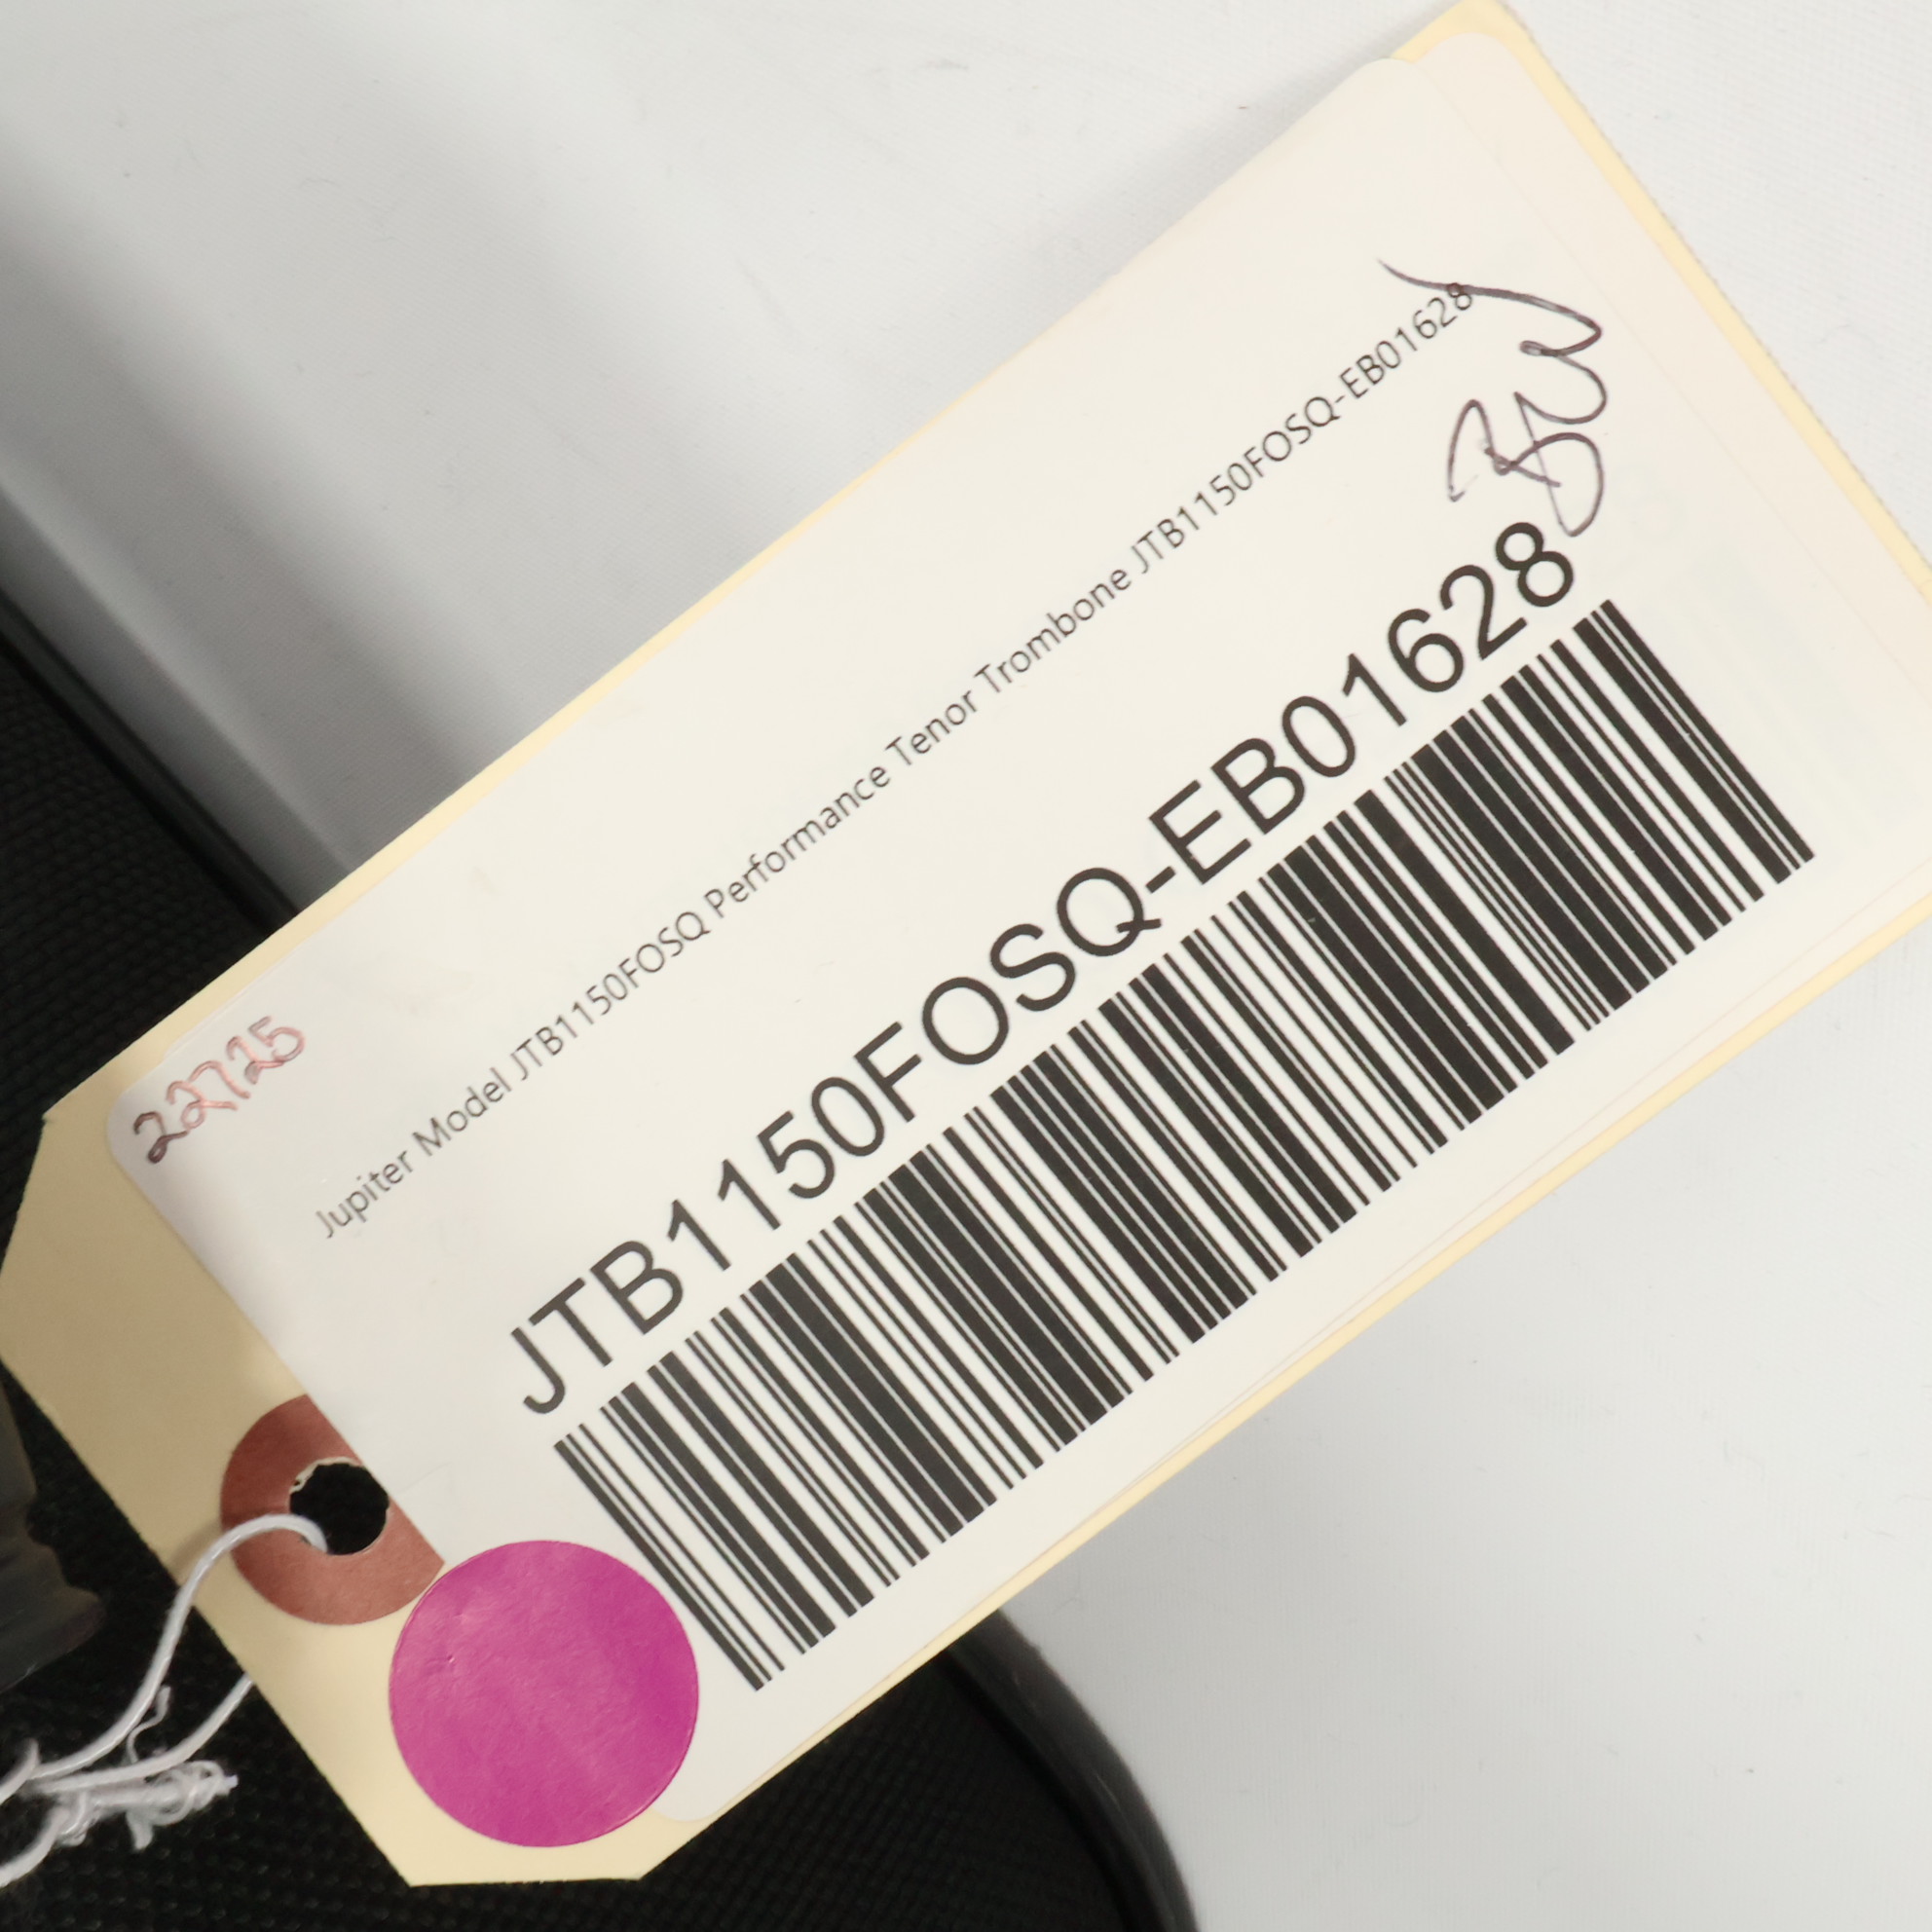 22725
Jupiter Model JTB1150FOSQ Performance Tenor Trombone JTB1150FOSQ-EB01628
JTB1150FOSQ-EB01628